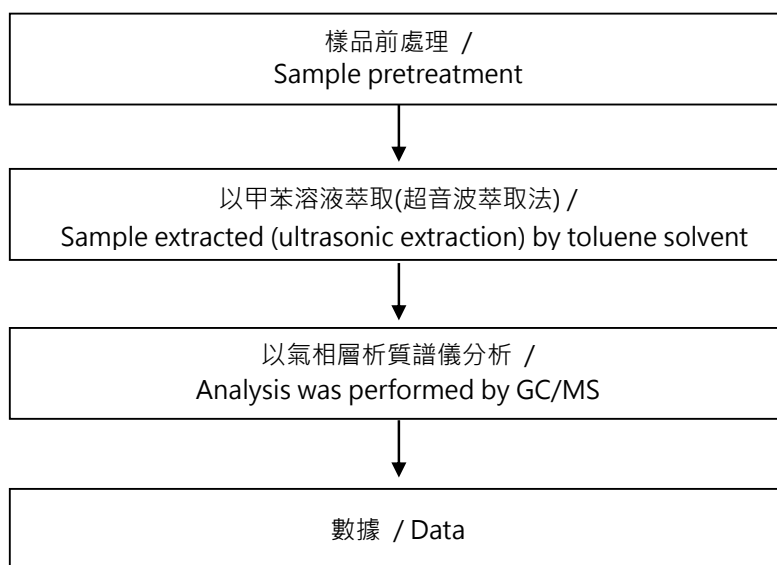 樣品前處理 /
Sample pretreatment
以甲苯溶液萃取(超音波萃取法) /
Sample extracted (ultrasonic extraction) by toluene solvent
以氣相層析質譜儀分析 /
Analysis was performed by GC/MS
數據 / Data